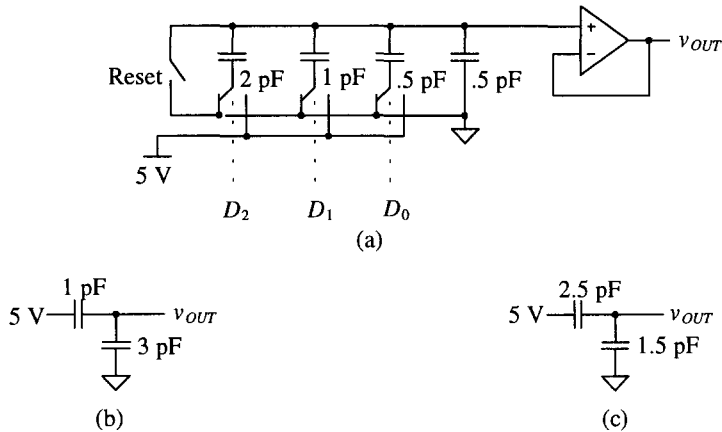 +
−
v_OUT
Reset
2 pF
1 pF
.5 pF
.5 pF
5 V
D_2
D_1
D_0
(a)
1 pF
5 V
v_OUT
3 pF
(b)
2.5 pF
5 V
v_OUT
1.5 pF
(c)